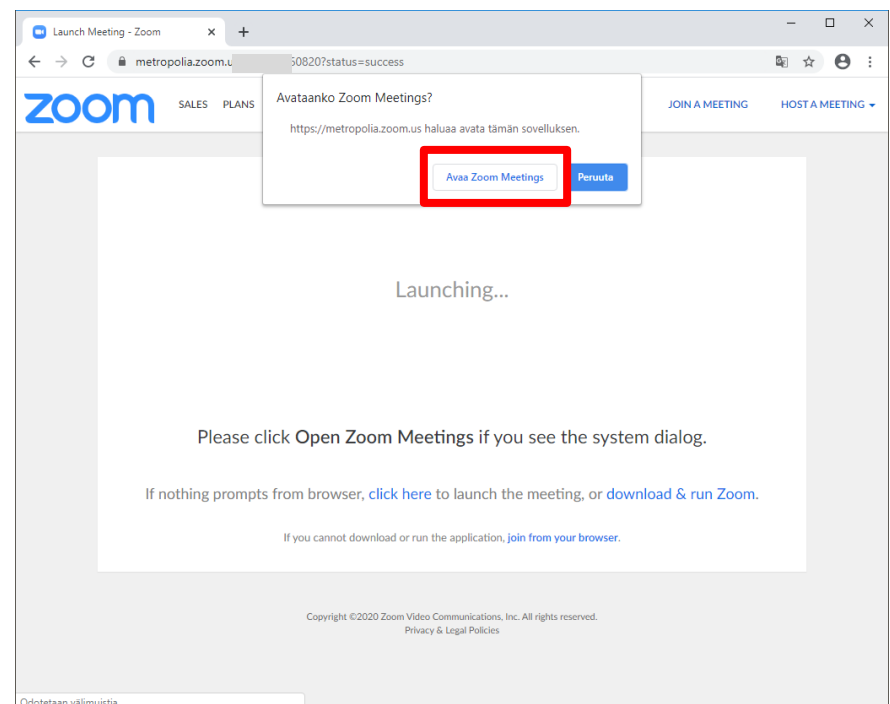 Launch Meeting - Zoom
metropolia.zoom.u 50820?status=success
zoom SALES PLANS JOIN A MEETING HOST A MEETING
Avataanko Zoom Meetings?
https://metropolia.zoom.us haluaa avata tämän sovelluksen.
Avaa Zoom Meetings Peruuta
Launching...
Please click Open Zoom Meetings if you see the system dialog.
If nothing prompts from browser, click here to launch the meeting, or download & run Zoom.
If you cannot download or run the application, join from your browser.
Copyright ©2020 Zoom Video Communications, Inc. All rights reserved.
Privacy & Legal Policies
Odotetaan välimuistia